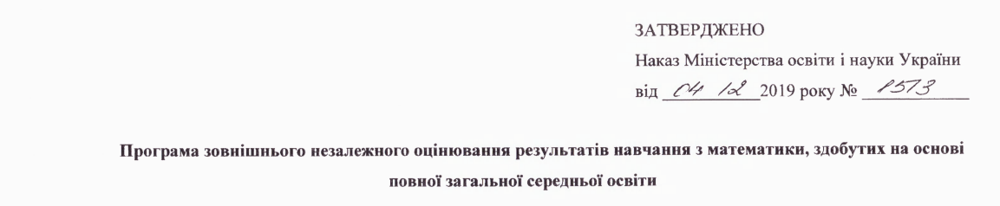 ЗАТВЕРДЖЕНО
Наказ Міністерства освіти і науки України
від 04 12 2019 року № 1513
Програма зовнішнього незалежного оцінювання результатів навчання з математики, здобутих на основі
повної загальної середньої освіти